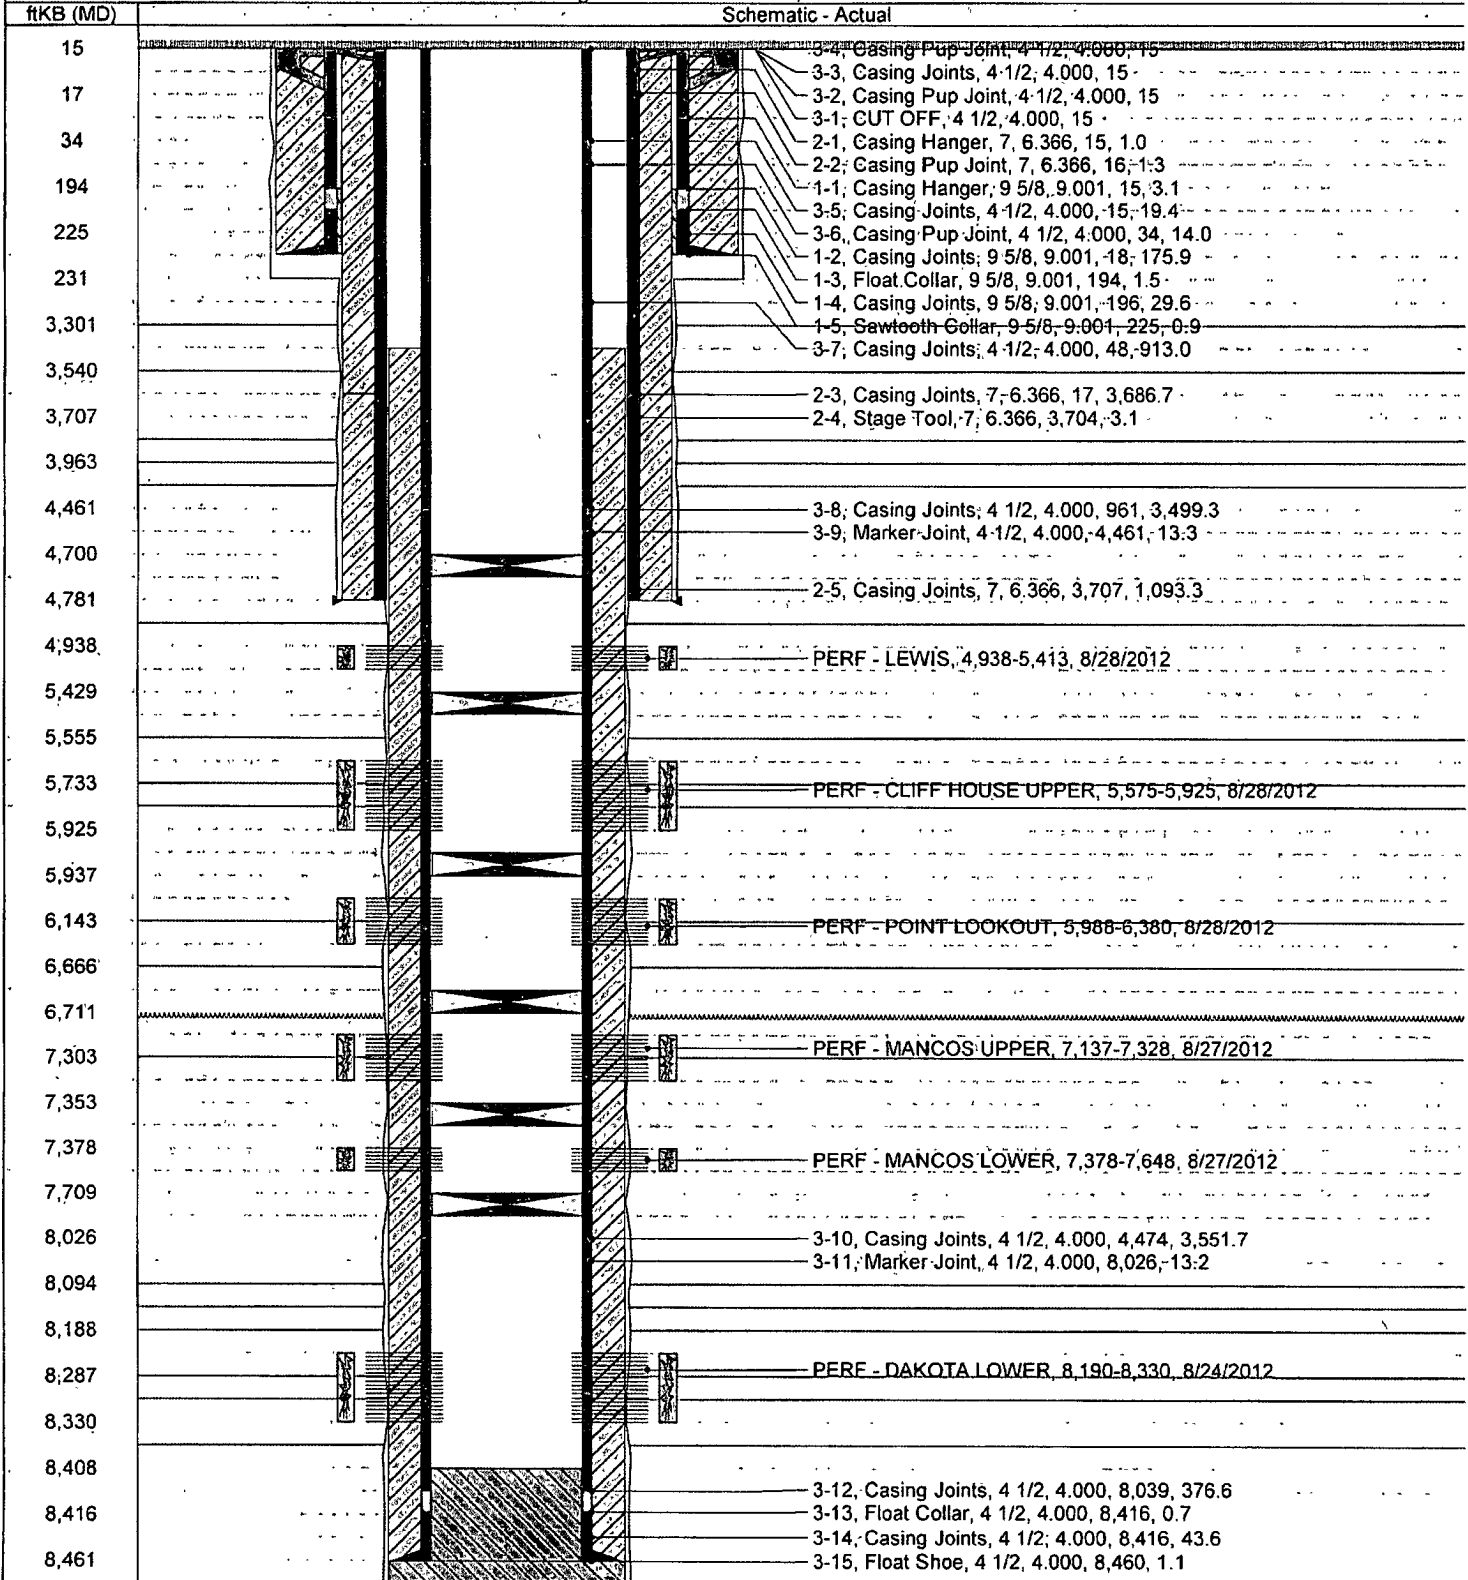 ftKB (MD)
Schematic - Actual
15
17
34
194
225
231
3,301
3,540
3,707
3,963
4,461
4,700
4,781
4,938
5,429
5,555
5,733
5,925
5,937
6,143
6,666
6,711
7,303
7,353
7,378
7,709
8,026
8,094
8,188
8,287
8,330
8,408
8,416
8,461
3-4, Casing Pup Joint, 4 1/2, 4.000, 15
3-3, Casing Joints, 4 1/2, 4.000, 15
3-2, Casing Pup Joint, 4 1/2, 4.000, 15
3-1, CUT OFF, 4 1/2, 4.000, 15
2-1, Casing Hanger, 7, 6.366, 15, 1.0
2-2, Casing Pup Joint, 7, 6.366, 16, 1.3
1-1, Casing Hanger, 9 5/8, 9.001, 15, 3.1
3-5, Casing Joints, 4 1/2, 4.000, 15, 19.4
3-6, Casing Pup Joint, 4 1/2, 4.000, 34, 14.0
1-2, Casing Joints, 9 5/8, 9.001, 18, 175.9
1-3, Float Collar, 9 5/8, 9.001, 194, 1.5
1-4, Casing Joints, 9 5/8, 9.001, 196, 29.6
1-5, Sawtooth Collar, 9 5/8, 9.001, 225, 0.9
3-7, Casing Joints, 4 1/2, 4.000, 48, 913.0
2-3, Casing Joints, 7, 6.366, 17, 3,686.7
2-4, Stage Tool, 7, 6.366, 3,704, 3.1
3-8, Casing Joints, 4 1/2, 4.000, 961, 3,499.3
3-9, Marker Joint, 4 1/2, 4.000, 4,461, 13.3
2-5, Casing Joints, 7, 6.366, 3,707, 1,093.3
PERF - LEWIS, 4,938-5,413, 8/28/2012
PERF - CLIFF HOUSE UPPER, 5,575-5,925, 8/28/2012
PERF - POINT LOOKOUT, 5,988-6,380, 8/28/2012
PERF - MANCOS UPPER, 7,137-7,328, 8/27/2012
PERF - MANCOS LOWER, 7,378-7,648, 8/27/2012
3-10, Casing Joints, 4 1/2, 4.000, 4,474, 3,551.7
3-11, Marker Joint, 4 1/2, 4.000, 8,026, 13.2
PERF - DAKOTA LOWER, 8,190-8,330, 8/24/2012
3-12, Casing Joints, 4 1/2, 4.000, 8,039, 376.6
3-13, Float Collar, 4 1/2, 4.000, 8,416, 0.7
3-14, Casing Joints, 4 1/2, 4.000, 8,416, 43.6
3-15, Float Shoe, 4 1/2, 4.000, 8,460, 1.1